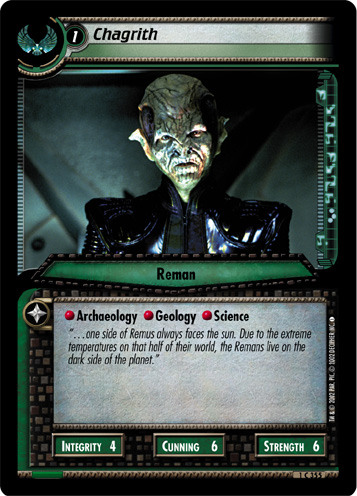 1 Chagrith
Reman
Archaeology Geology Science
"...one side of Remus always faces the sun. Due to the extreme
temperatures on that half of their world, the Remans live on the
dark side of the planet."
INTEGRITY 4 CUNNING 6 STRENGTH 6
1 C 355